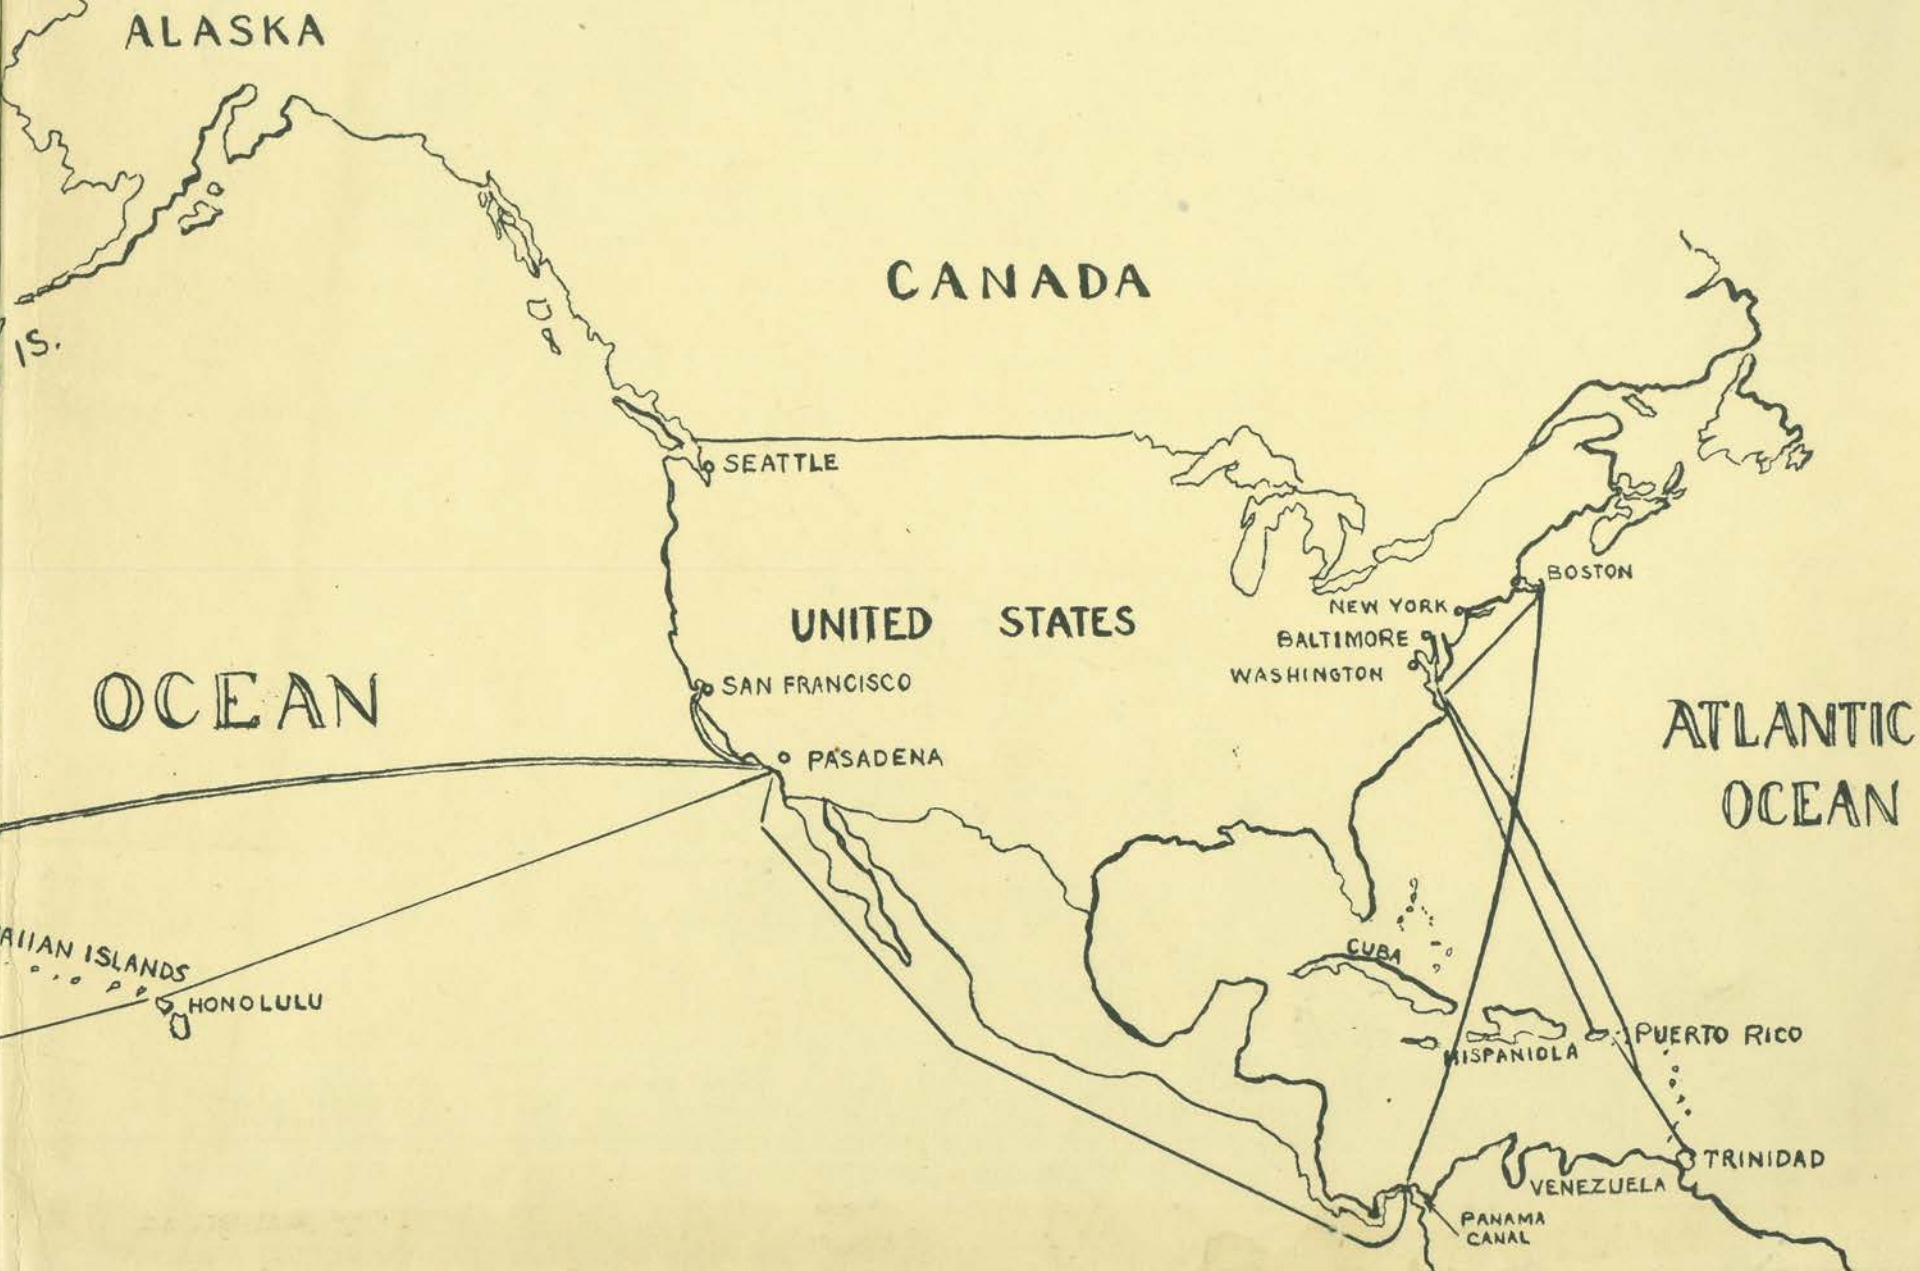 ALASKA
IS.
CANADA
SEATTLE
BOSTON
NEW YORK
UNITED STATES
BALTIMORE
WASHINGTON
SAN FRANCISCO
OCEAN
ATLANTIC
OCEAN
PASADENA
CUBA
AIIAN ISLANDS
HONOLULU
PUERTO RICO
HISPANIOLA
TRINIDAD
VENEZUELA
PANAMA
CANAL